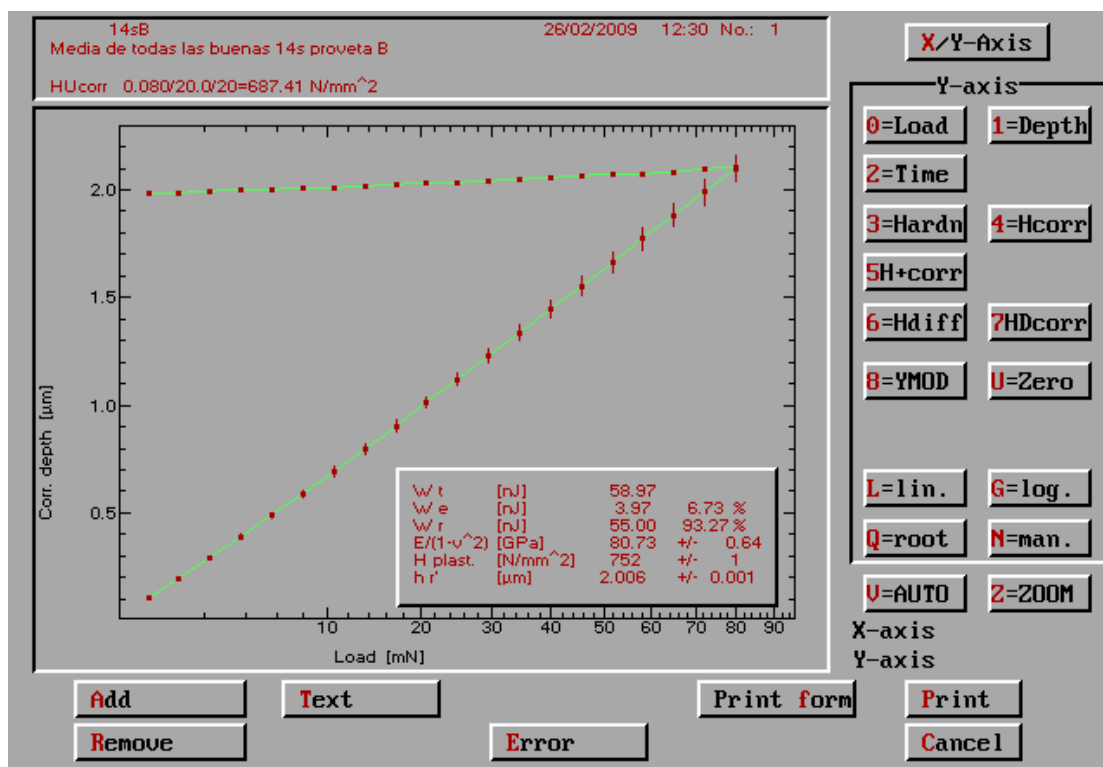 14sB 26/02/2009 12:30 No.: 1
Media de todas las buenas 14s proveta B
HUcorr 0.080/20.0/20=687.41 N/mm^2
X/Y-Axis
Y-axis
0=Load 1=Depth
2=Time
3=Hardn 4=Hcorr
5H+corr
6=Hdiff 7HDcorr
8=YMOD U=Zero
L=lin. G=log.
Q=root N=man.
V=AUTO Z=ZOOM
X-axis
Y-axis
Corr. depth [µm]
2.0
1.5
1.0
0.5
W t [nJ] 58.97
W e [nJ] 3.97 6.73 %
W r [nJ] 55.00 93.27 %
E/(1-v^2) [GPa] 80.73 +/- 0.64
H plast. [N/mm^2] 752 +/- 1
h r' [µm] 2.006 +/- 0.001
10 20 30 40 50 60 70 80 90
Load [mN]
Add Text Print form Print
Remove Error Cancel